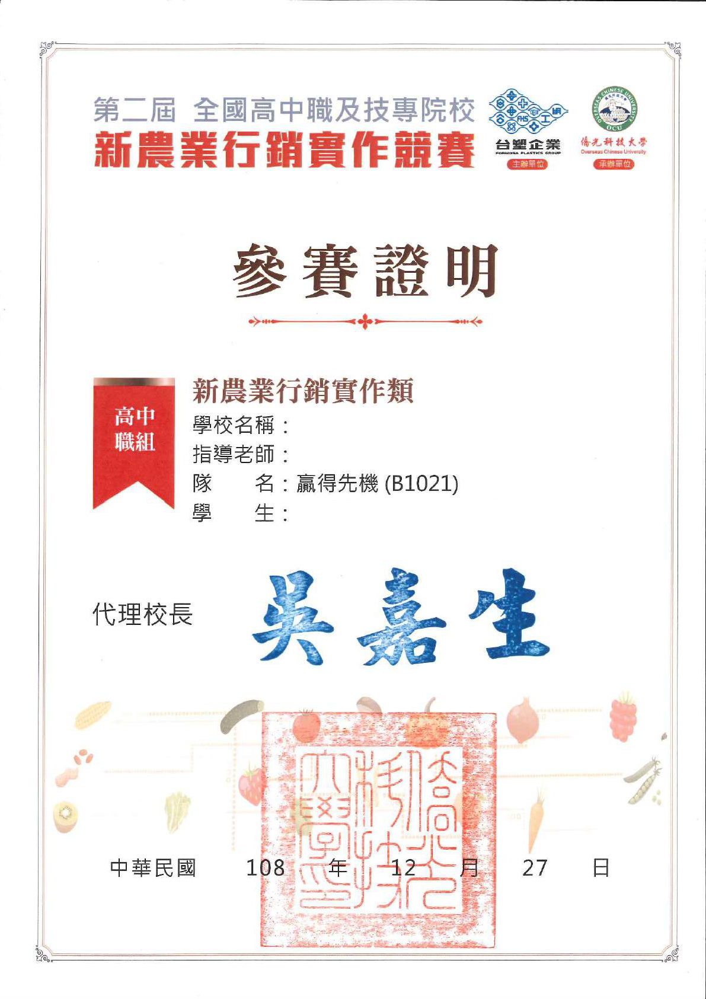 第二屆 全國高中職及技專院校
新農業行銷實作競賽
FHS 工 明
台塑企業
FORMOSA PLASTICS GROUP
主辦單位
OVERSEAS CHINESE UNIVERSITY
OCU
僑光科技大學
Overseas Chinese University
承辦單位
參賽證明
高中
職組
新農業行銷實作類
學校名稱：
指導老師：
隊　　名：贏得先機 (B1021)
學　　生：
代理校長 吳嘉生
僑光科技大學印
中華民國 108 年 12 月 27 日